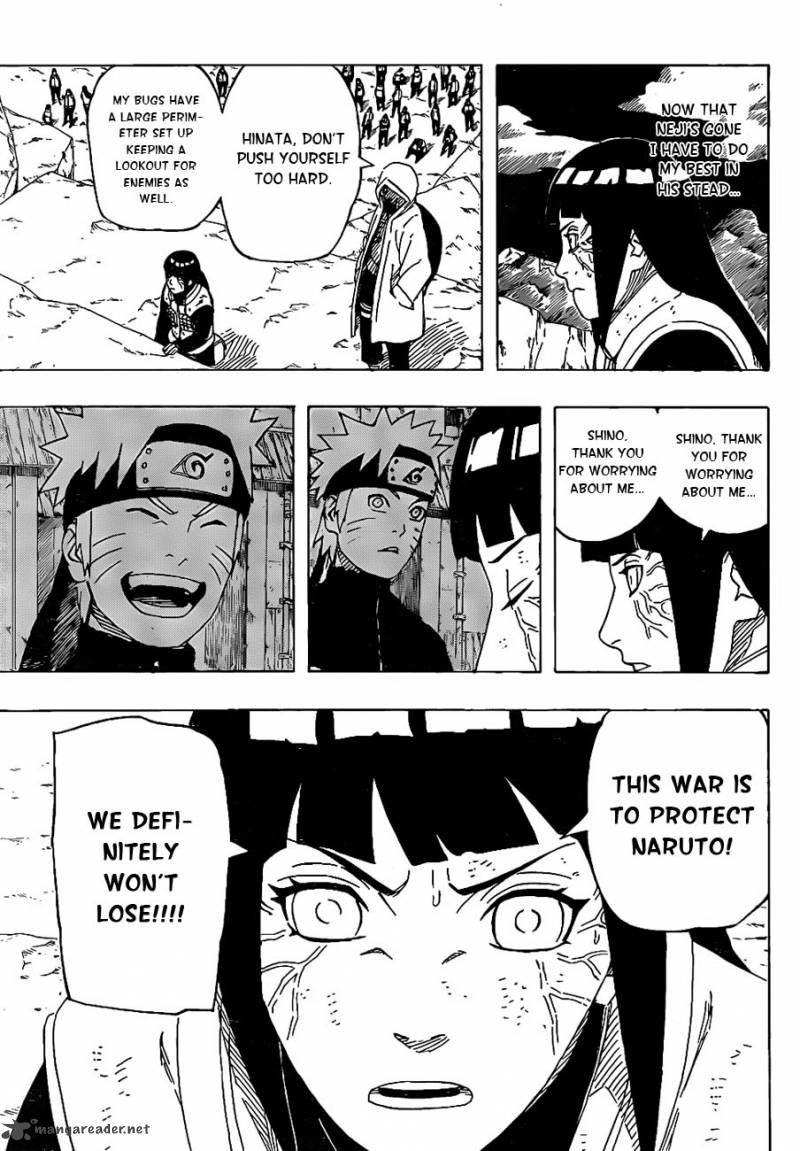 NOW THAT
NEJI'S GONE
I HAVE TO DO
MY BEST IN
HIS STEAD...
HINATA, DON'T
PUSH YOURSELF
TOO HARD.
MY BUGS HAVE
A LARGE PERIM-
ETER SET UP
KEEPING A
LOOKOUT FOR
ENEMIES AS
WELL.
SHINO, THANK
YOU FOR
WORRYING
ABOUT ME...
SHINO,
THANK YOU
FOR WORRYING
ABOUT ME...
THIS WAR IS
TO PROTECT
NARUTO!
WE DEFI-
NITELY
WON'T
LOSE!!!!
mangareader.net